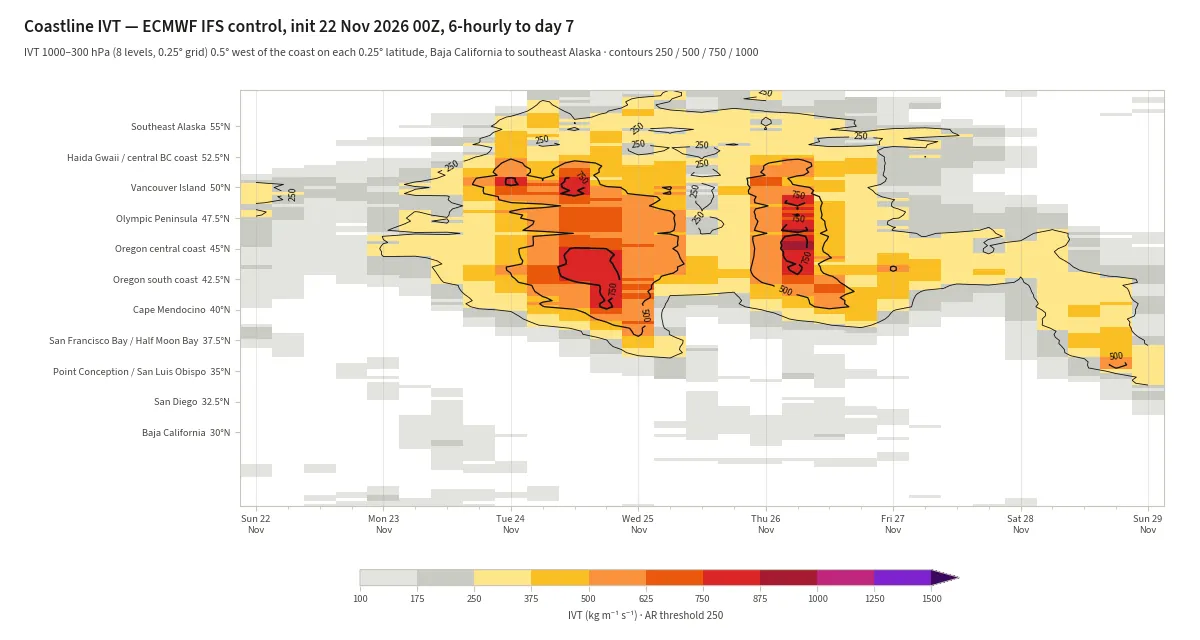 Coastline IVT — ECMWF IFS control, init 22 Nov 2026 00Z, 6-hourly to day 7
IVT 1000–300 hPa (8 levels, 0.25° grid) 0.5° west of the coast on each 0.25° latitude, Baja California to southeast Alaska · contours 250 / 500 / 750 / 1000
250
Southeast Alaska 55°N
250
250
250
250
250
Haida Gwaii / central BC coast 52.5°N
250
250
750
Vancouver Island 50°N
250
250
750
Olympic Peninsula 47.5°N
250
750
Oregon central coast 45°N
750
Oregon south coast 42.5°N
750
500
Cape Mendocino 40°N
500
San Francisco Bay / Half Moon Bay 37.5°N
500
Point Conception / San Luis Obispo 35°N
San Diego 32.5°N
Baja California 30°N
Sun 22 Mon 23 Tue 24 Wed 25 Thu 26 Fri 27 Sat 28 Sun 29
Nov Nov Nov Nov Nov Nov Nov Nov
100 175 250 375 500 625 750 875 1000 1250 1500
IVT (kg m⁻¹ s⁻¹) · AR threshold 250